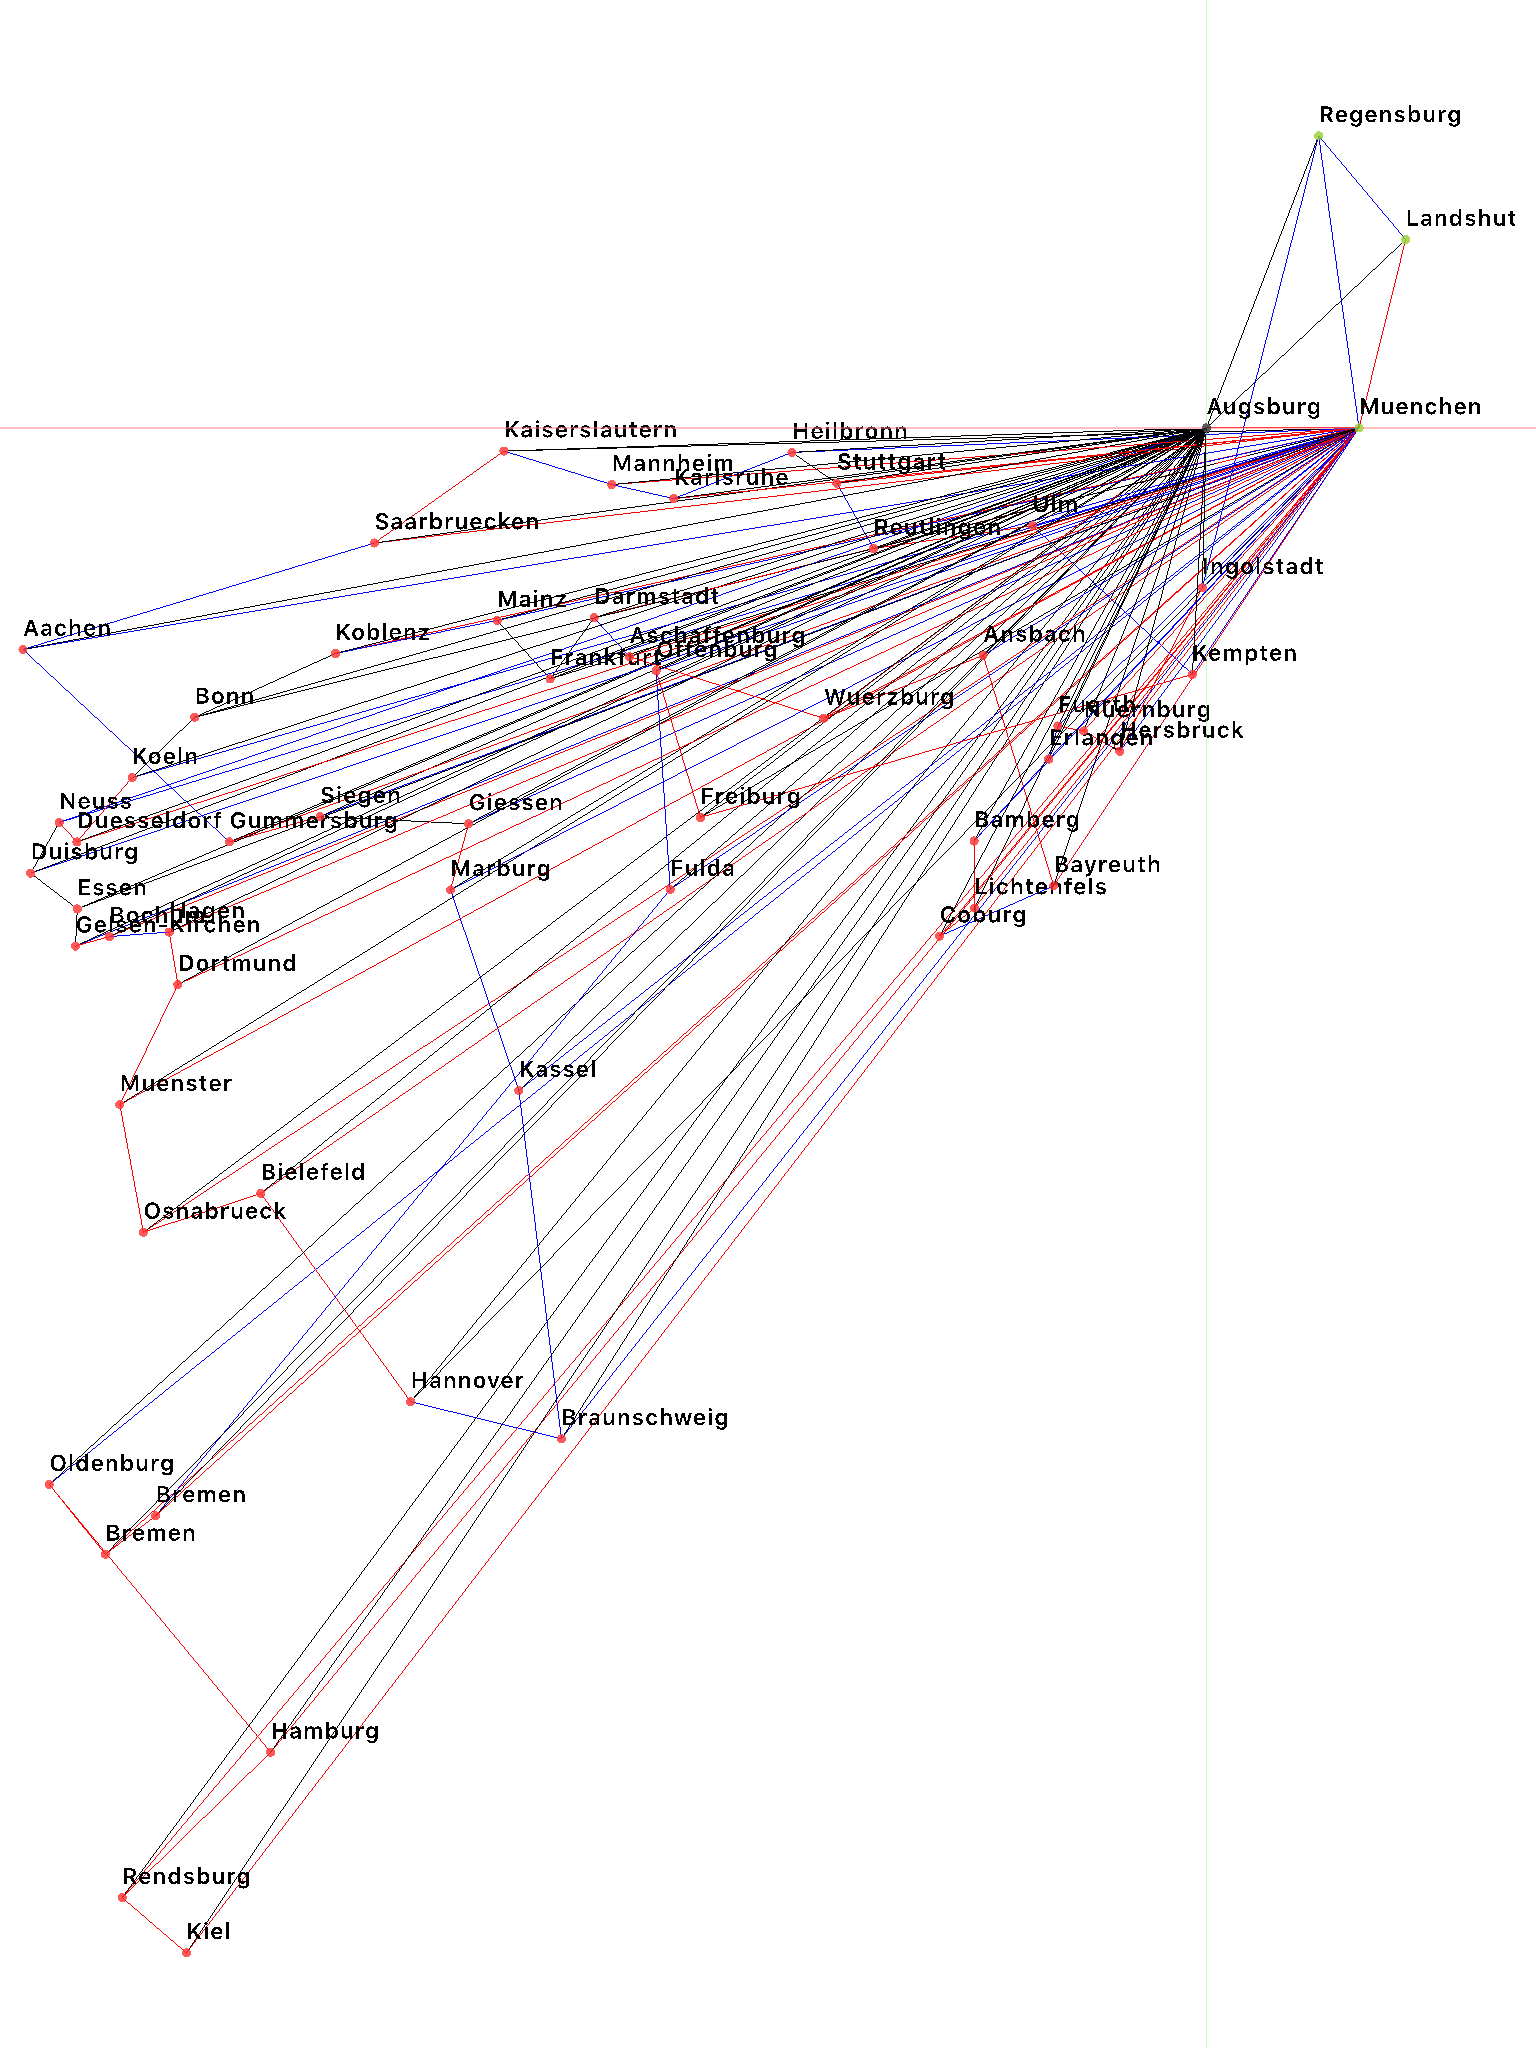 Regensburg
Landshut
Augsburg
Muenchen
Kaiserslautern
Heilbronn
Mannheim
Stuttgart
Karlsruhe
Saarbruecken
Ulm
Reutlingen
Ingolstadt
Mainz
Darmstadt
Aachen
Koblenz
Aschaffenburg
Ansbach
Offenburg
Frankfurt
Kempten
Bonn
Wuerzburg
Fuerth
Nuernburg
Hersbruck
Erlangen
Koeln
Neuss
Siegen
Giessen
Freiburg
Duesseldorf
Gummersburg
Bamberg
Duisburg
Marburg
Fulda
Bayreuth
Essen
Lichtenfels
Hagen
Bochum
Coburg
Gelsen-Kirchen
Dortmund
Kassel
Muenster
Bielefeld
Osnabrueck
Hannover
Braunschweig
Oldenburg
Bremen
Bremen
Hamburg
Rendsburg
Kiel